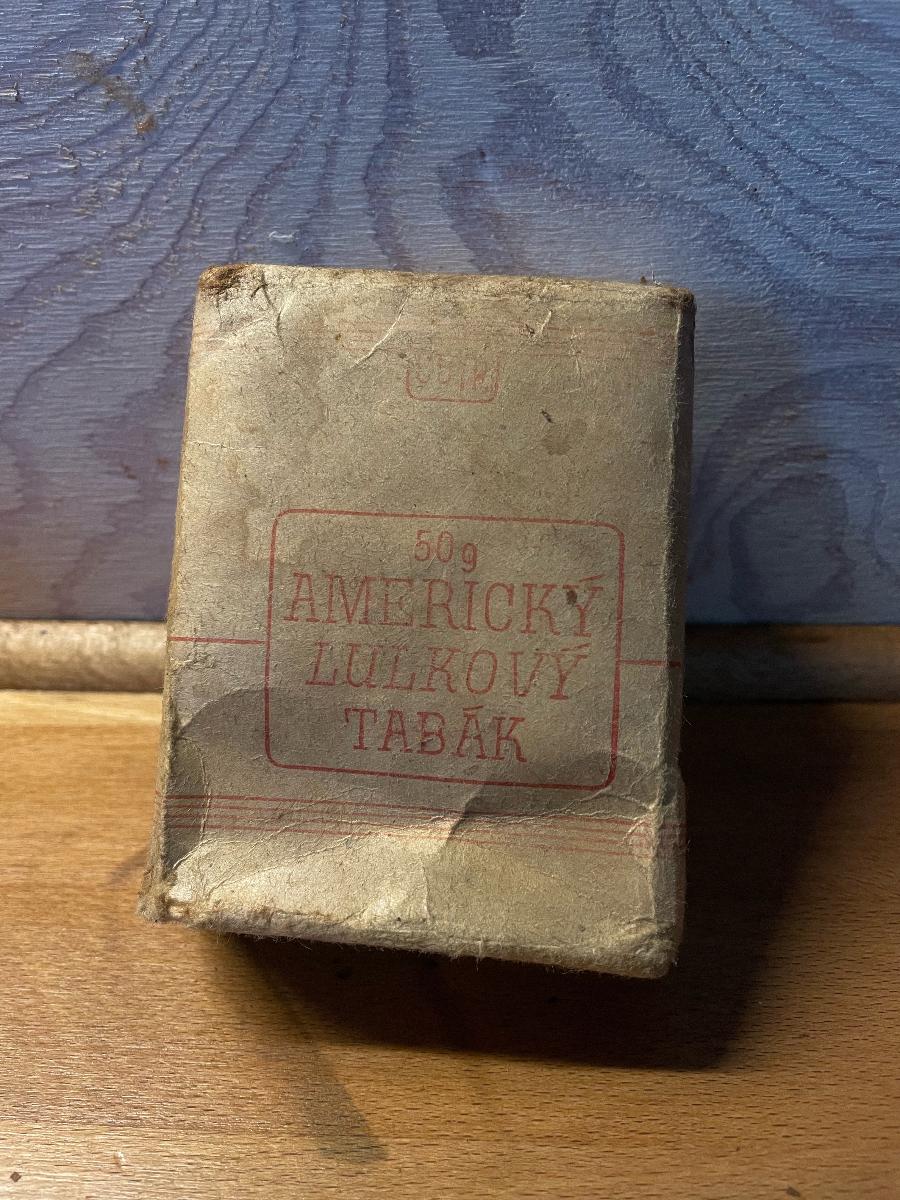 50g
AMERICKÝ
LULKOVÝ
TABÁK